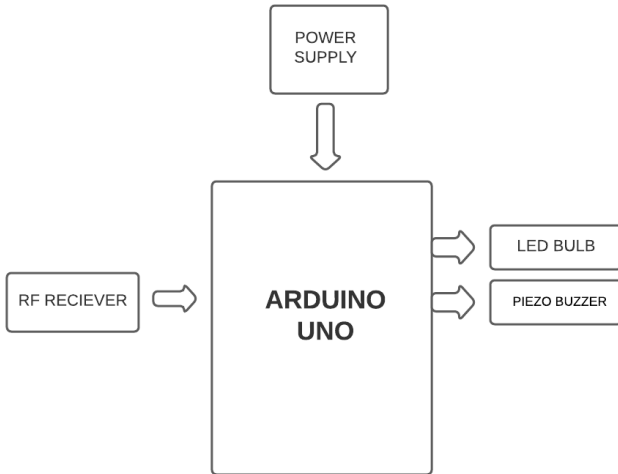 POWER
SUPPLY
LED BULB
RF RECIEVER
ARDUINO
UNO
PIEZO BUZZER